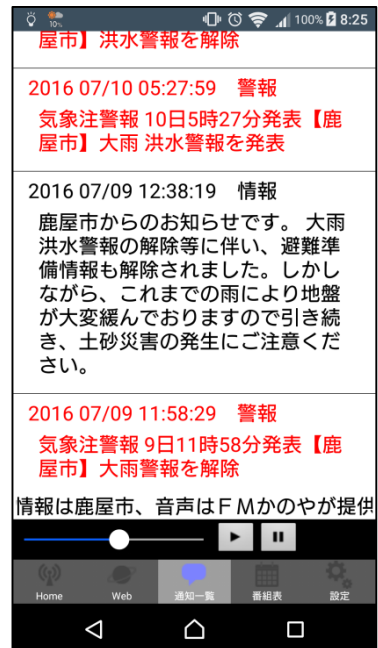 10%
100% 8:25
屋市】洪水警報を解除
2016 07/10 05:27:59 警報
気象注警報 10日5時27分発表【鹿
屋市】大雨 洪水警報を発表
2016 07/09 12:38:19 情報
鹿屋市からのお知らせです。 大雨
洪水警報の解除等に伴い、避難準
備情報も解除されました。しかし
ながら、これまでの雨により地盤
が大変緩んでおりますので引き続
き、土砂災害の発生にご注意くだ
さい。
2016 07/09 11:58:29 警報
気象注警報 9日11時58分発表【鹿
屋市】大雨警報を解除
情報は鹿屋市、音声はＦＭかのやが提供
Home Web 通知一覧 番組表 設定